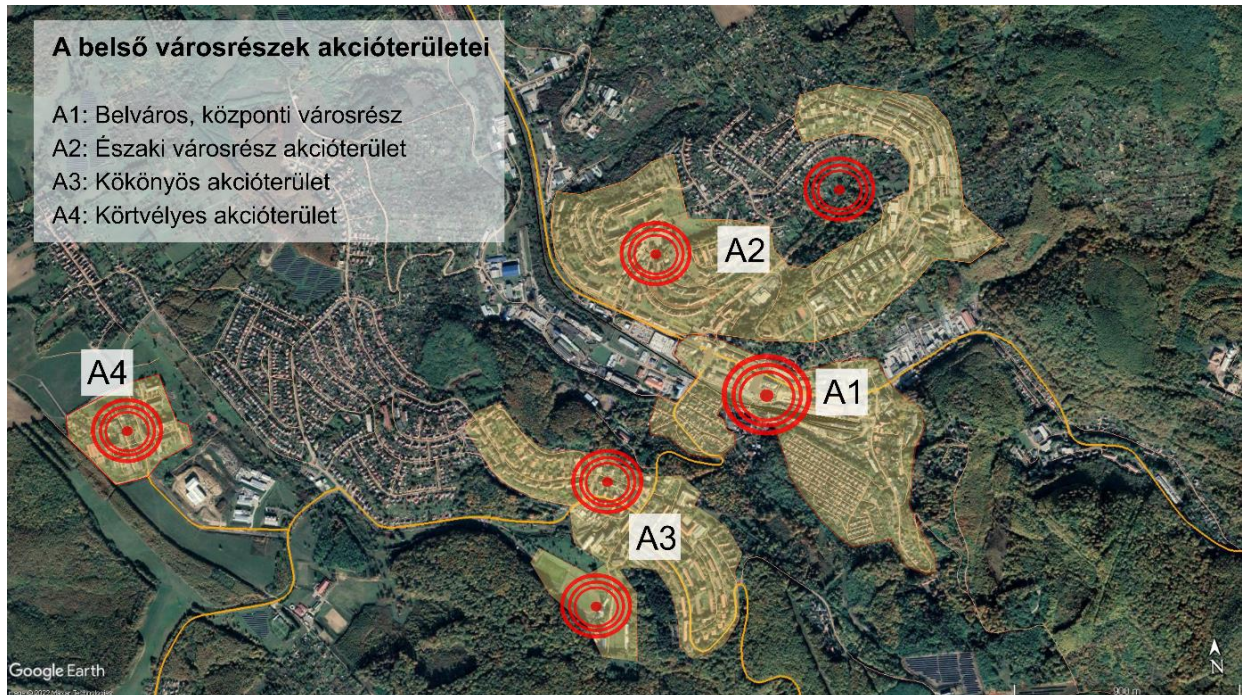 A belső városrészek akcióterületei
A1: Belváros, központi városrész
A2: Északi városrész akcióterület
A3: Kökönyös akcióterület
A4: Körtvélyes akcióterület
A2
A4
A1
A3
Google Earth
N
900 m